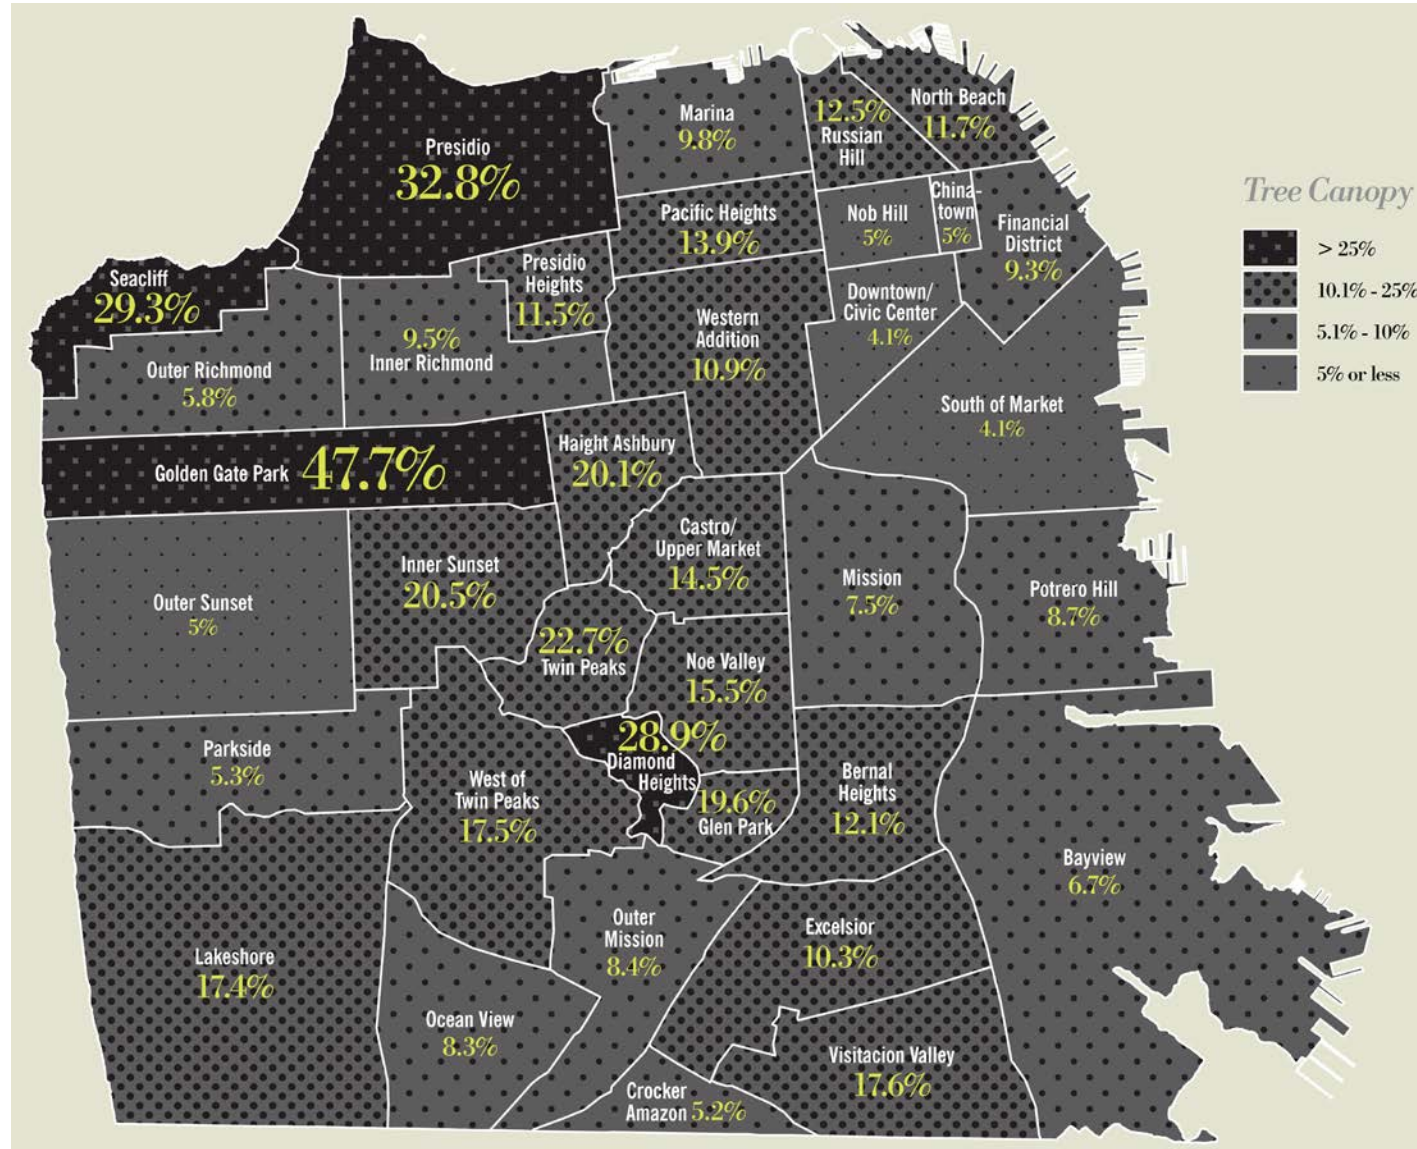 Presidio
32.8%
Marina
9.8%
12.5%
Russian
Hill
North Beach
11.7%
Tree Canopy
> 25%
10.1% - 25%
5.1% - 10%
5% or less
Seacliff
29.3%
Presidio
Heights
11.5%
Pacific Heights
13.9%
Nob Hill
5%
China-
town
5%
Financial
District
9.3%
Outer Richmond
5.8%
9.5%
Inner Richmond
Western
Addition
10.9%
Downtown/
Civic Center
4.1%
South of Market
4.1%
Golden Gate Park 47.7%
Haight Ashbury
20.1%
Castro/
Upper Market
14.5%
Mission
7.5%
Potrero Hill
8.7%
Outer Sunset
5%
Inner Sunset
20.5%
22.7%
Twin Peaks
Noe Valley
15.5%
Parkside
5.3%
West of
Twin Peaks
17.5%
28.9%
Diamond
Heights
19.6%
Glen Park
Bernal
Heights
12.1%
Bayview
6.7%
Lakeshore
17.4%
Ocean View
8.3%
Outer
Mission
8.4%
Excelsior
10.3%
Visitacion Valley
17.6%
Crocker
Amazon 5.2%